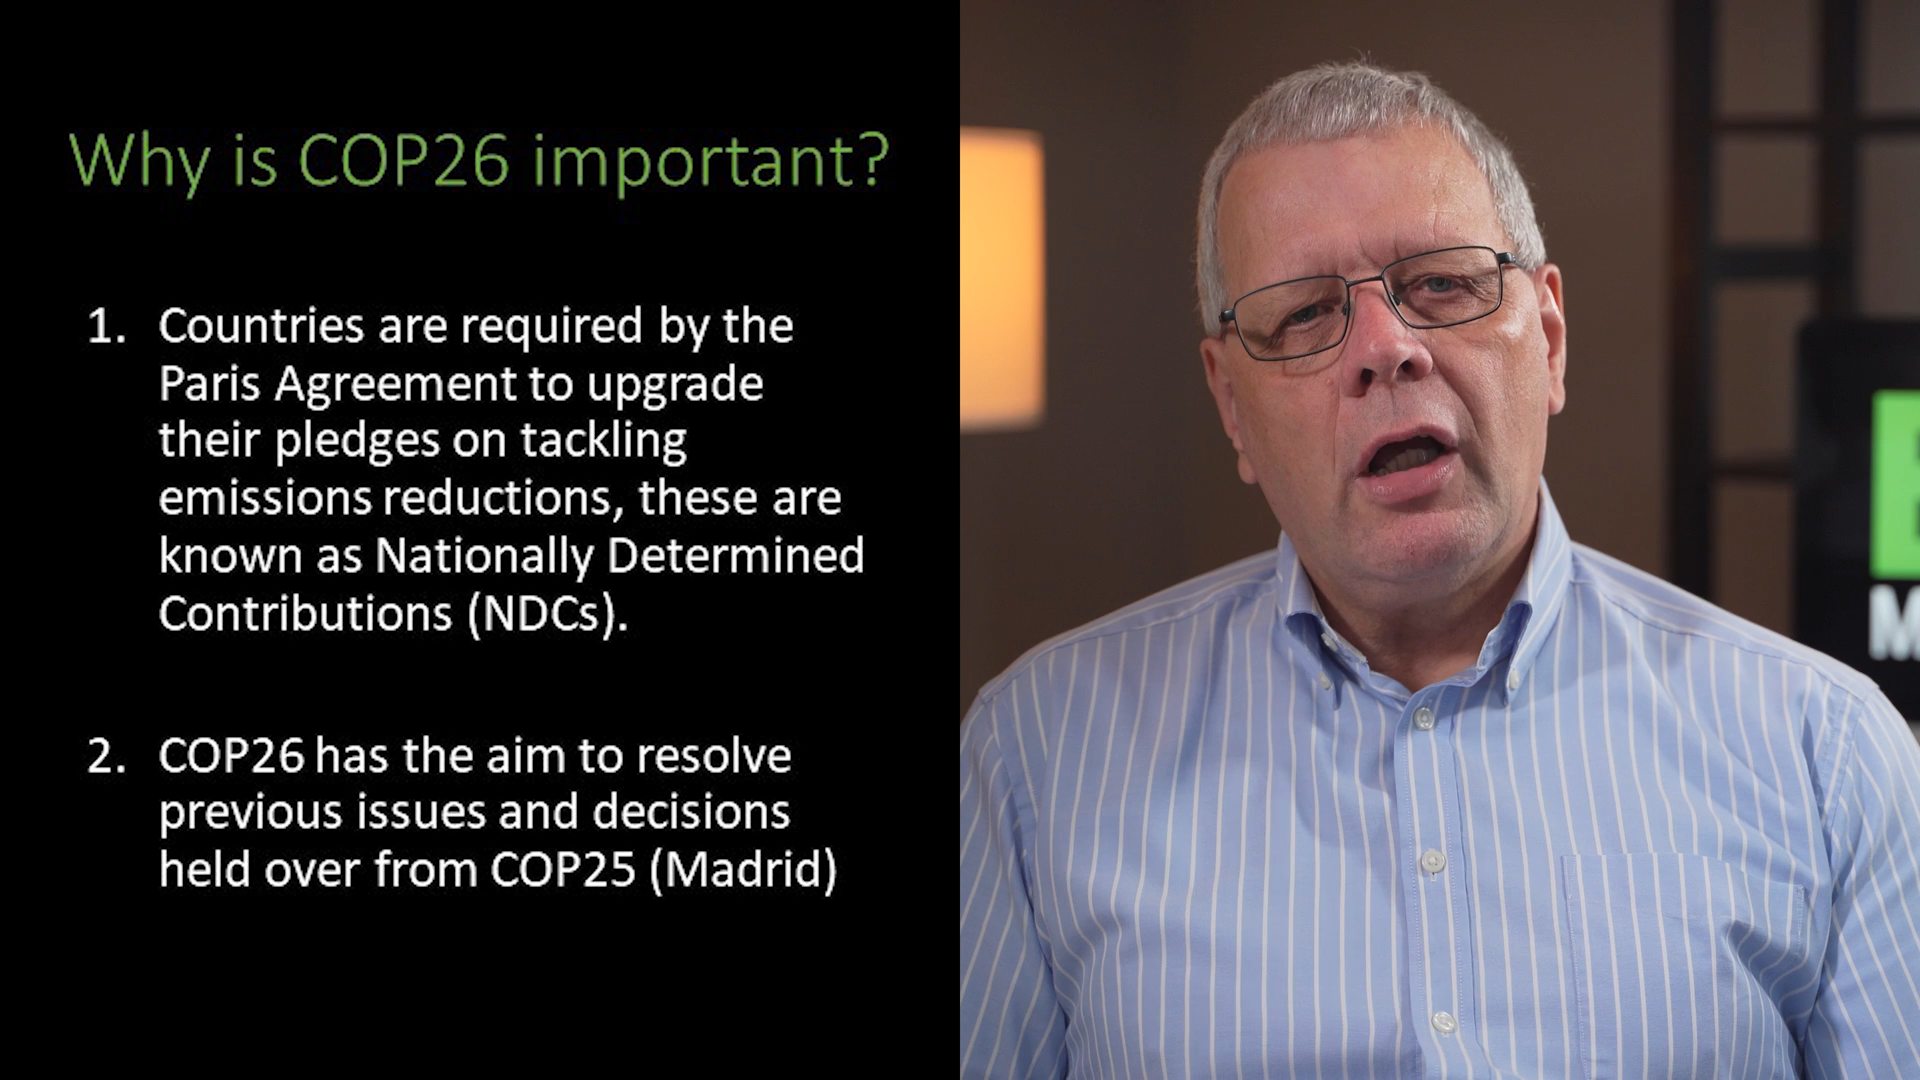 Why is COP26 important?
1. Countries are required by the
Paris Agreement to upgrade
their pledges on tackling
emissions reductions, these are
known as Nationally Determined
Contributions (NDCs).
2. COP26 has the aim to resolve
previous issues and decisions
held over from COP25 (Madrid)